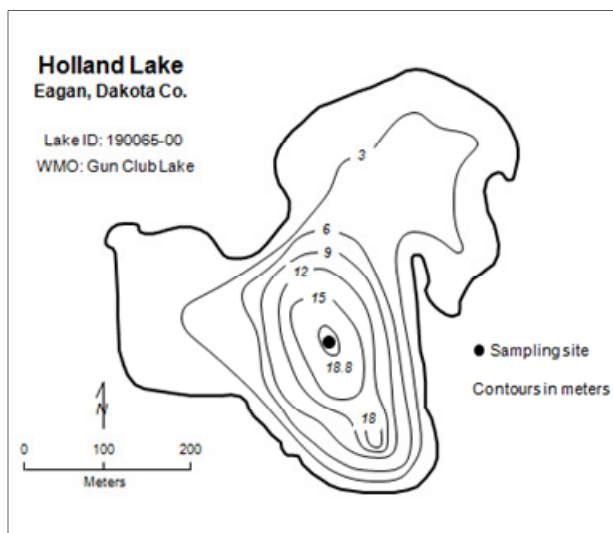 Holland Lake
Eagan, Dakota Co.
Lake ID: 190065-00
WMO: Gun Club Lake
3
6
9
12
15
18.8
18
Sampling site
Contours in meters
N
0 100 200
Meters